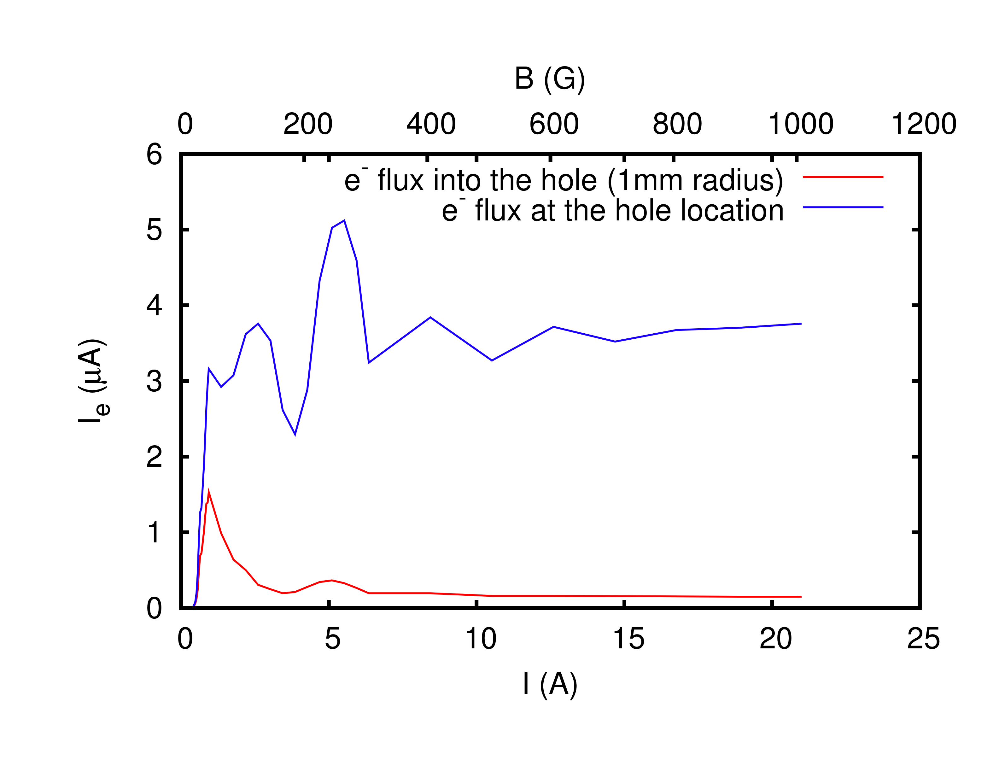 B (G)
0 200 400 600 800 1000 1200
6
e- flux into the hole (1mm radius)
e- flux at the hole location
5
4
3
2
1
0
Ie (µA)
0 5 10 15 20 25
I (A)